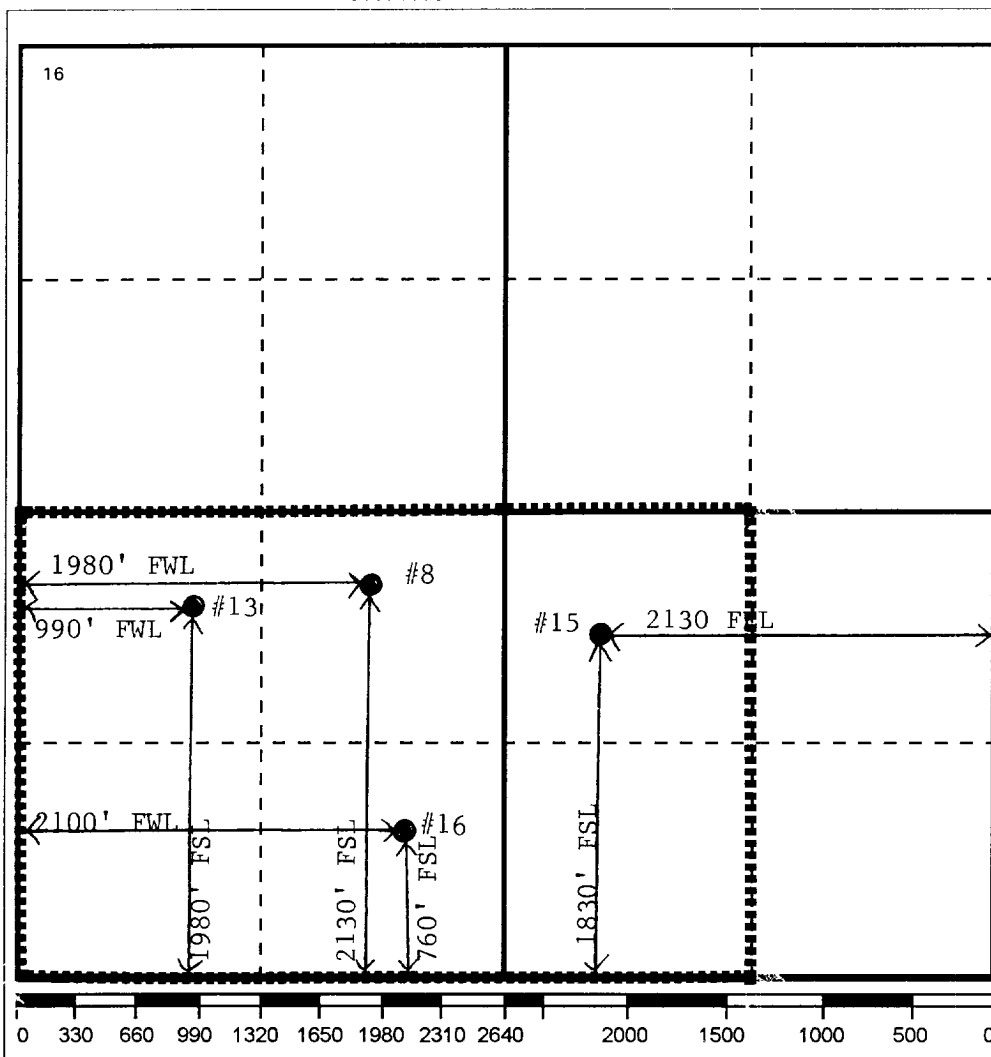 16
1980' FWL
#8
990' FWL
#13
#15
2130 FEL
2100' FWL
#16
1980' FSL
2130' FSL
760' FSL
1830' FSL
0 330 660 990 1320 1650 1980 2310 2640 2000 1500 1000 500 0